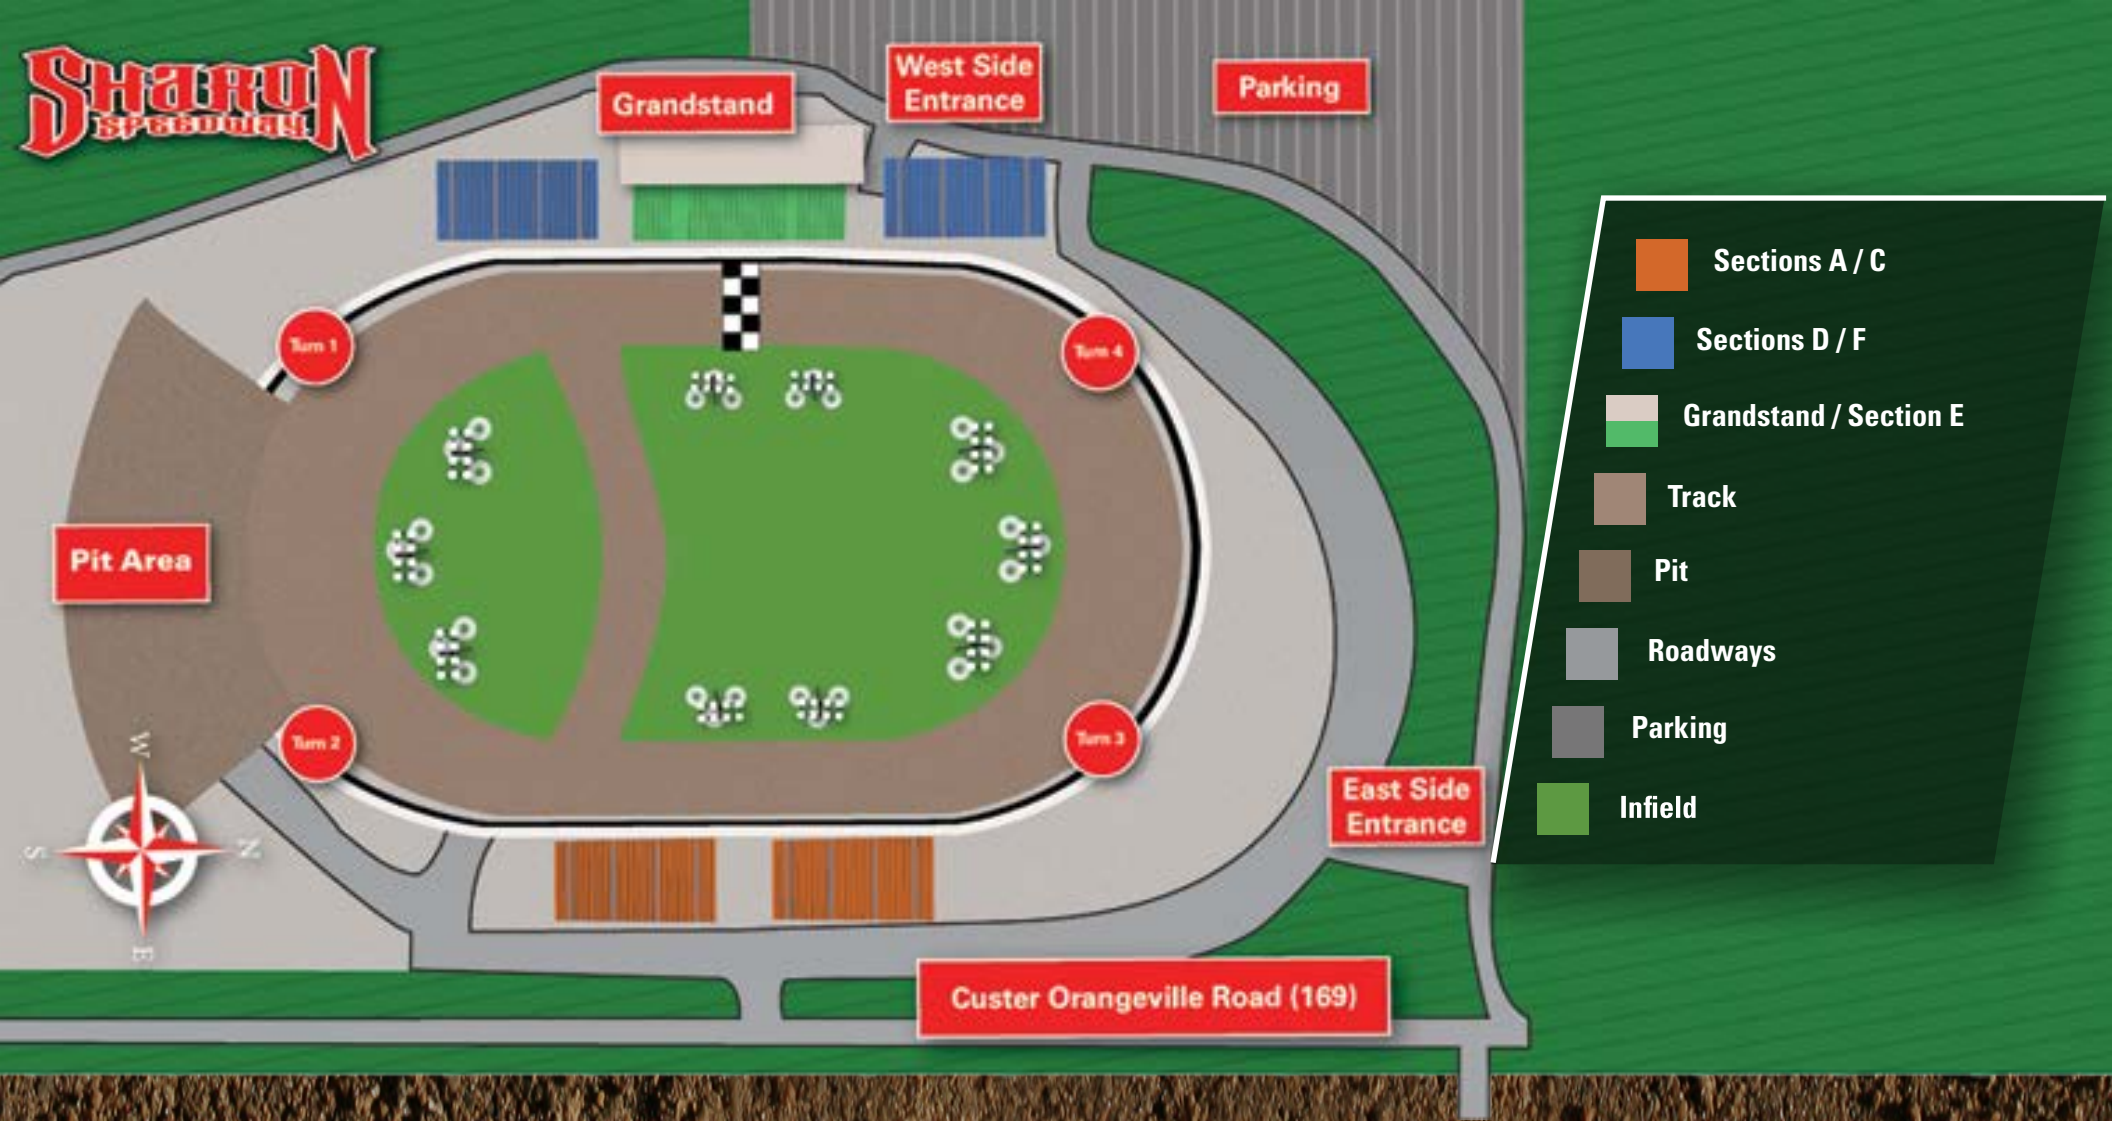 SHARON
SPEEDWAY
Grandstand
West Side
Entrance
Parking
Turn 1
Turn 4
Pit Area
Turn 2
Turn 3
W
S
N
E
East Side
Entrance
Custer Orangeville Road (169)
Sections A / C
Sections D / F
Grandstand / Section E
Track
Pit
Roadways
Parking
Infield